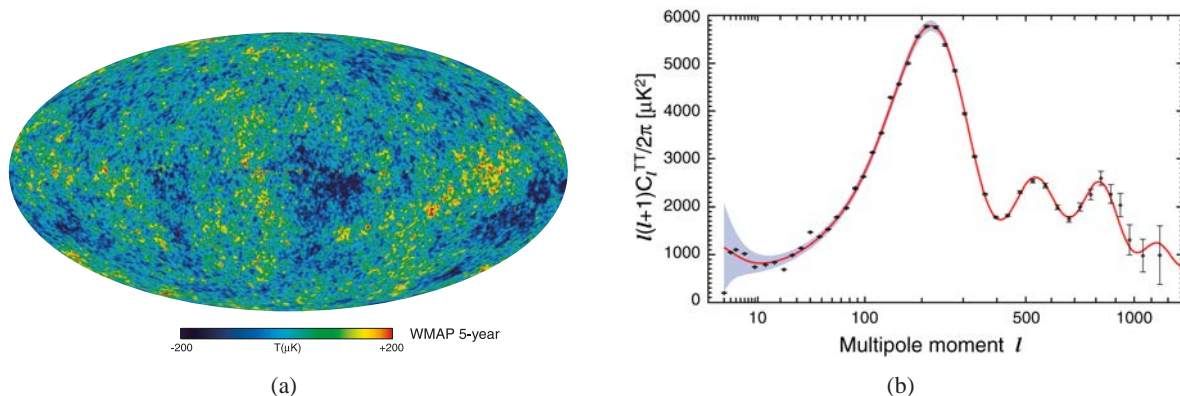 WMAP 5-year
-200
T(μK)
+200
(a)
6000
5000
4000
3000
2000
1000
0
l(l+1)C_l^TT/2π [μK²]
10
100
500
1000
Multipole moment l
(b)